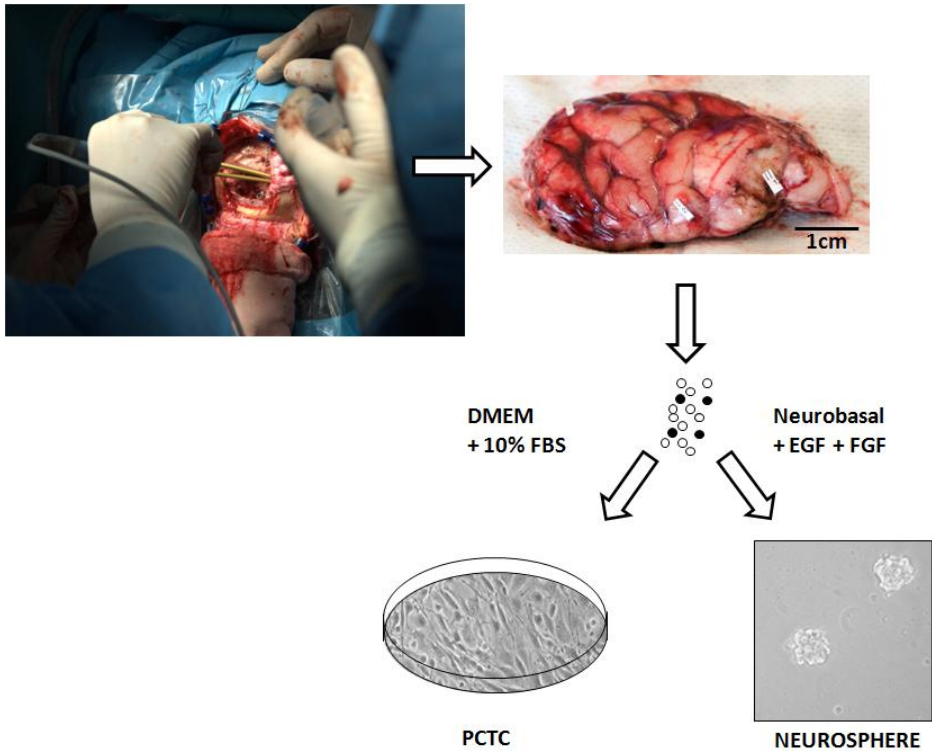 1cm
DMEM
+ 10% FBS
Neurobasal
+ EGF + FGF
PCTC
NEUROSPHERE